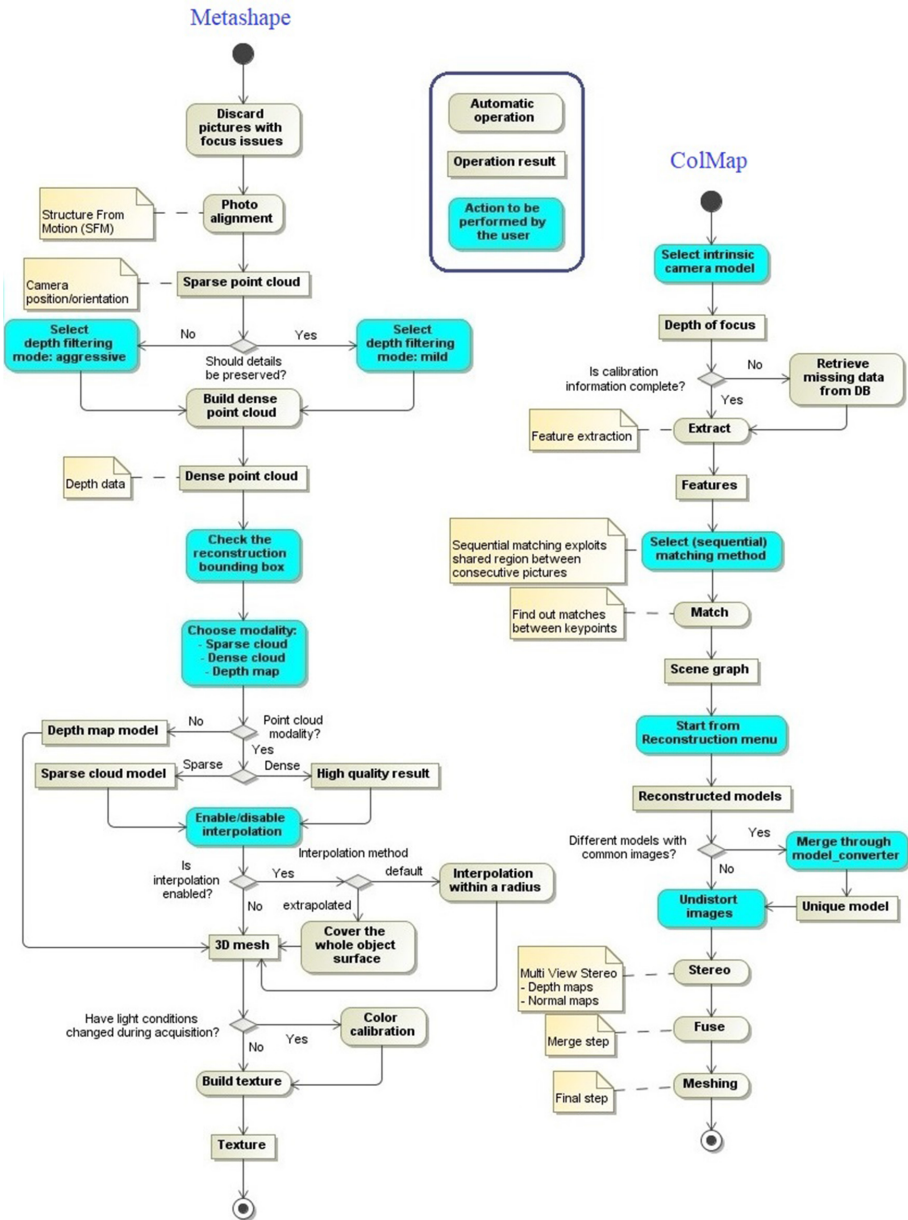 Metashape
Discard
pictures with
focus issues
Structure From
Motion (SFM)
Photo
alignment
Camera
position/orientation
Sparse point cloud
Select
depth filtering
mode: aggressive
No
Yes
Should details
be preserved?
Select
depth filtering
mode: mild
Build dense
point cloud
Depth data
Dense point cloud
Check the
reconstruction
bounding box
Choose modality:
- Sparse cloud
- Dense cloud
- Depth map
Depth map model
No
Point cloud
modality?
Yes
Sparse cloud model
Sparse
Dense
High quality result
Enable/disable
interpolation
Is
interpolation
enabled?
Yes
No
Interpolation method
default
extrapolated
Interpolation
within a radius
Cover the
whole object
surface
3D mesh
Have light conditions
changed during acquisition?
Yes
No
Color
calibration
Build texture
Texture
Automatic
operation
Operation result
Action to be
performed by
the user
ColMap
Select intrinsic
camera model
Depth of focus
Is calibration
information complete?
No
Yes
Retrieve
missing data
from DB
Feature extraction
Extract
Features
Sequential matching exploits
shared region between
consecutive pictures
Select (sequential)
matching method
Find out matches
between keypoints
Match
Scene graph
Start from
Reconstruction menu
Reconstructed models
Different models with
common images?
Yes
No
Merge through
model_converter
Unique model
Undistort
images
Multi View Stereo
- Depth maps
- Normal maps
Stereo
Merge step
Fuse
Final step
Meshing